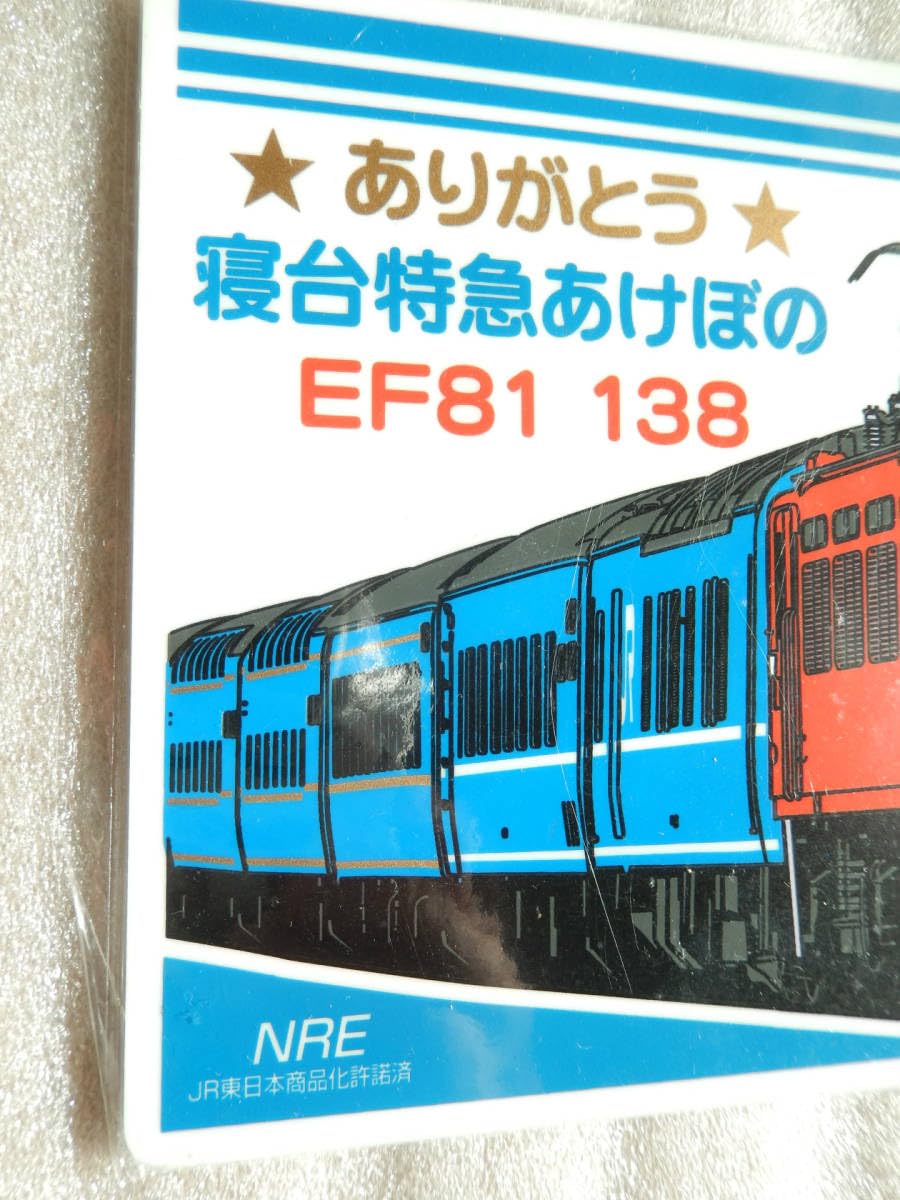 ★ありがとう★
寝台特急あけぼの
EF81 138
NRE
JR東日本商品化許諾済